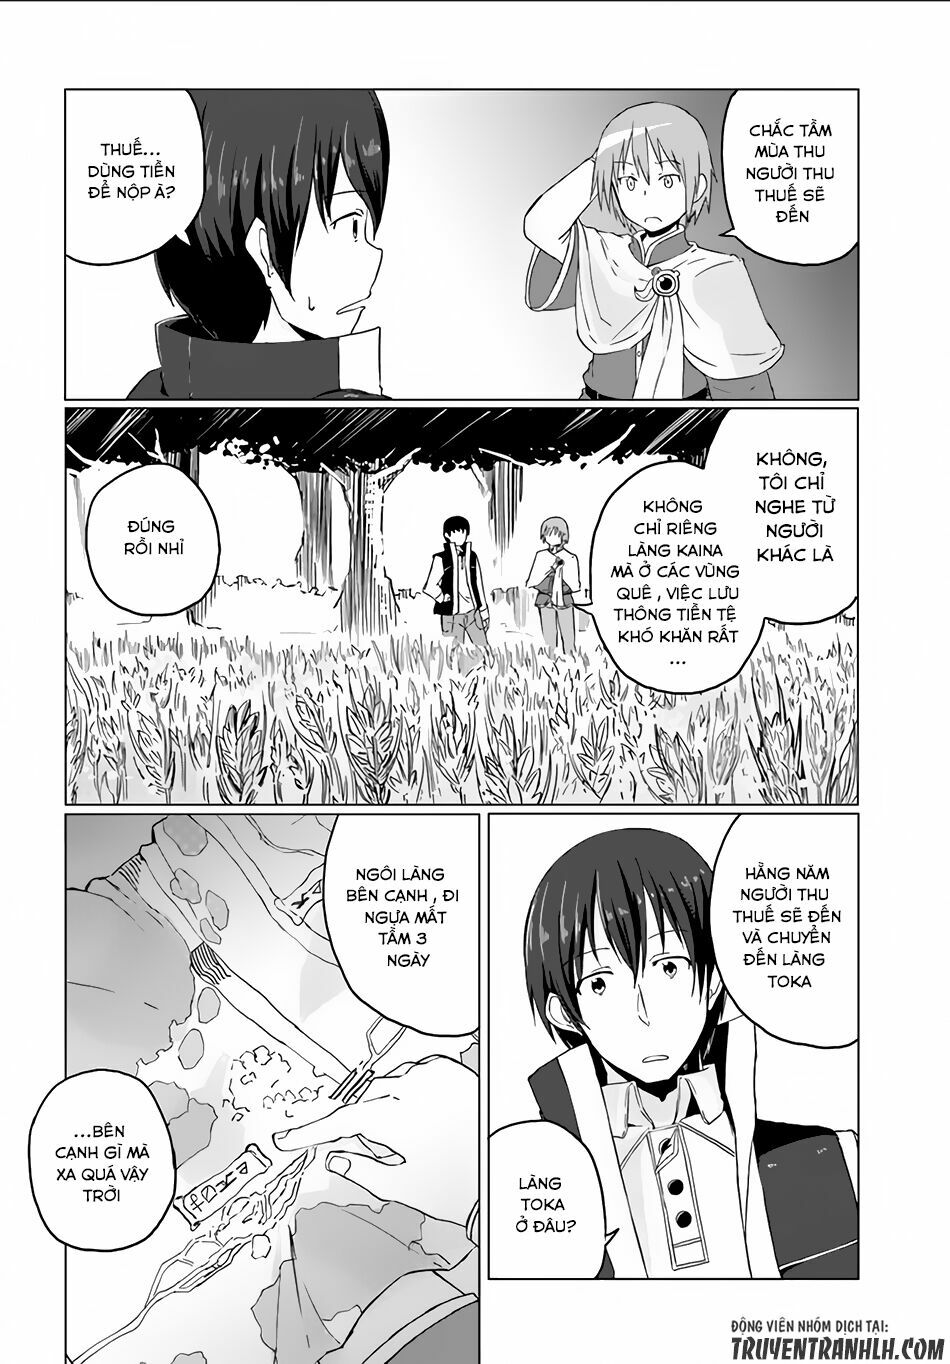 CHẮC TẦM
MÙA THU
NGƯỜI THU
THUẾ SẼ
ĐẾN
THUẾ...
DÙNG TIỀN
ĐỂ NỘP À?
KHÔNG,
TÔI CHỈ
NGHE TỪ
NGƯỜI
KHÁC LÀ
KHÔNG
CHỈ RIÊNG
LÀNG KAINA
MÀ Ở CÁC VÙNG
QUÊ , VIỆC LƯU
THÔNG TIỀN TỆ
KHÓ KHĂN RẤT
...
ĐÚNG
RỒI NHỈ
HẰNG NĂM
NGƯỜI THU
THUẾ SẼ ĐẾN
VÀ CHUYỂN
ĐẾN LÀNG
TOKA
LÀNG
TOKA
Ở ĐÂU?
NGÔI LÀNG
BÊN CẠNH , ĐI
NGỰA MẤT
TẦM 3
NGÀY
...BÊN
CẠNH GÌ MÀ
XA QUÁ VẬY
TRỜI
ĐỘNG VIÊN NHÓM DỊCH TẠI:
TRUYENTRANHLH.COM